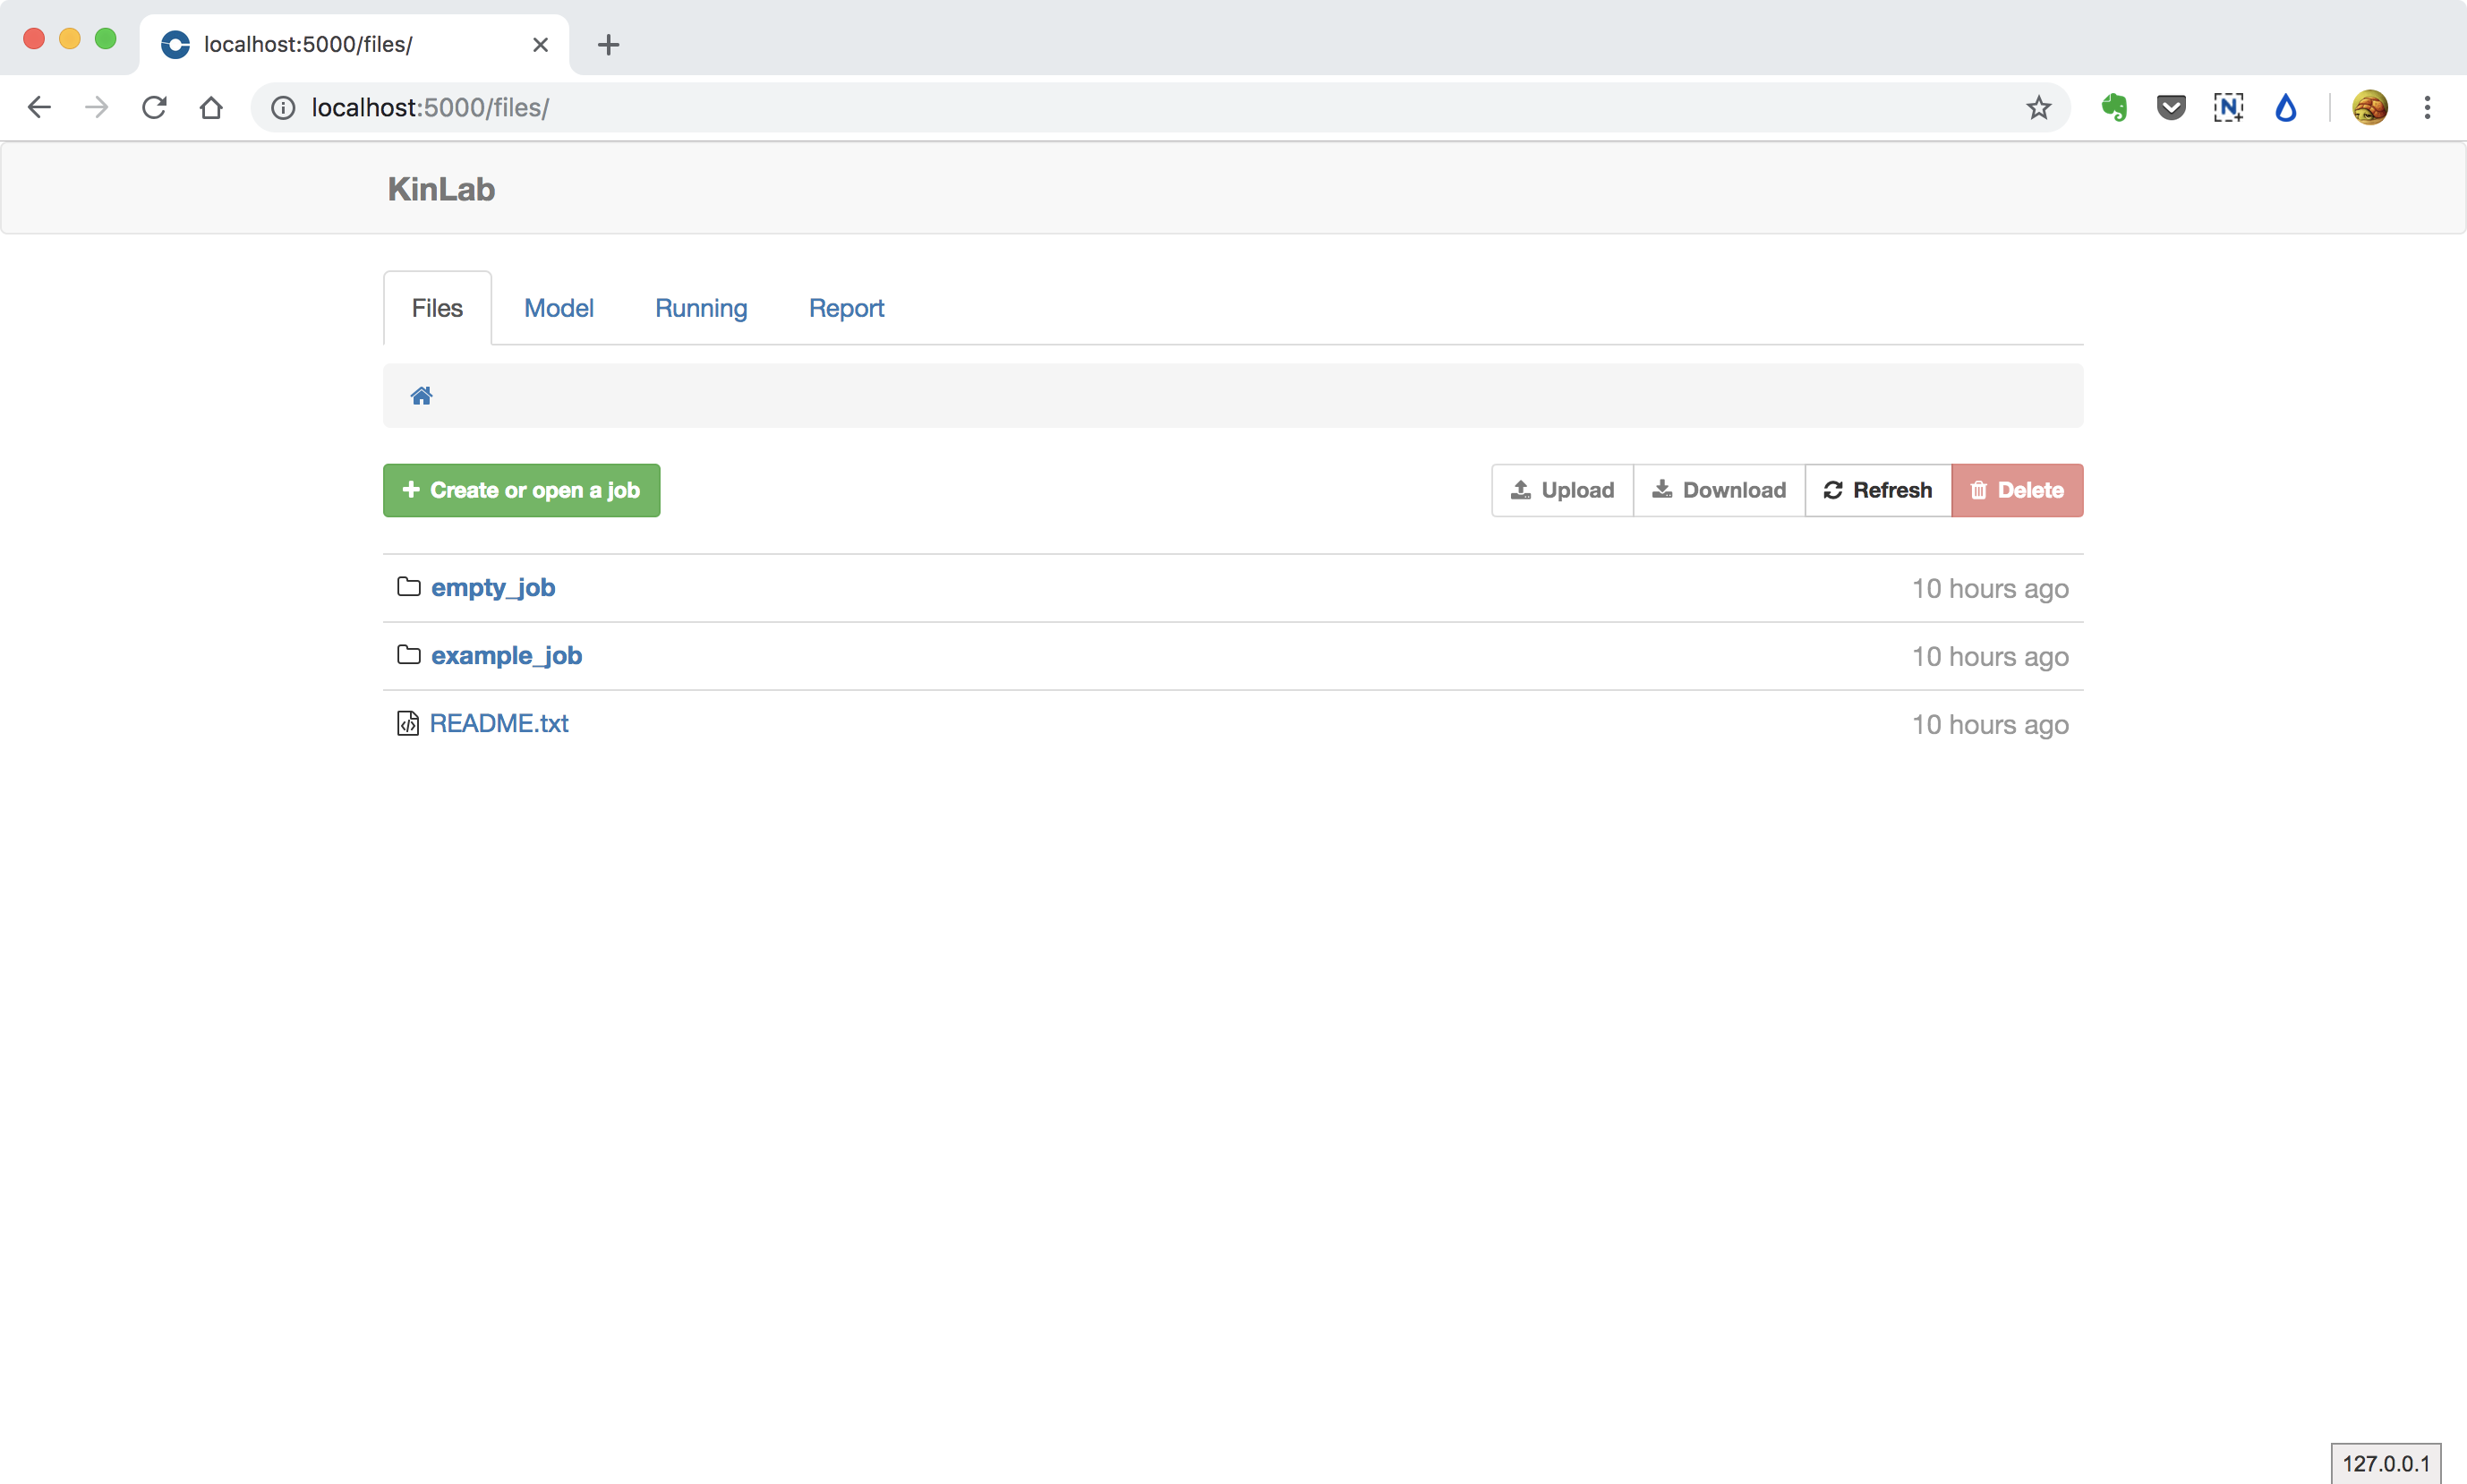 localhost:5000/files/
localhost:5000/files/
KinLab
Files Model Running Report
Create or open a job Upload Download Refresh Delete
empty_job 10 hours ago
example_job 10 hours ago
README.txt 10 hours ago
127.0.0.1